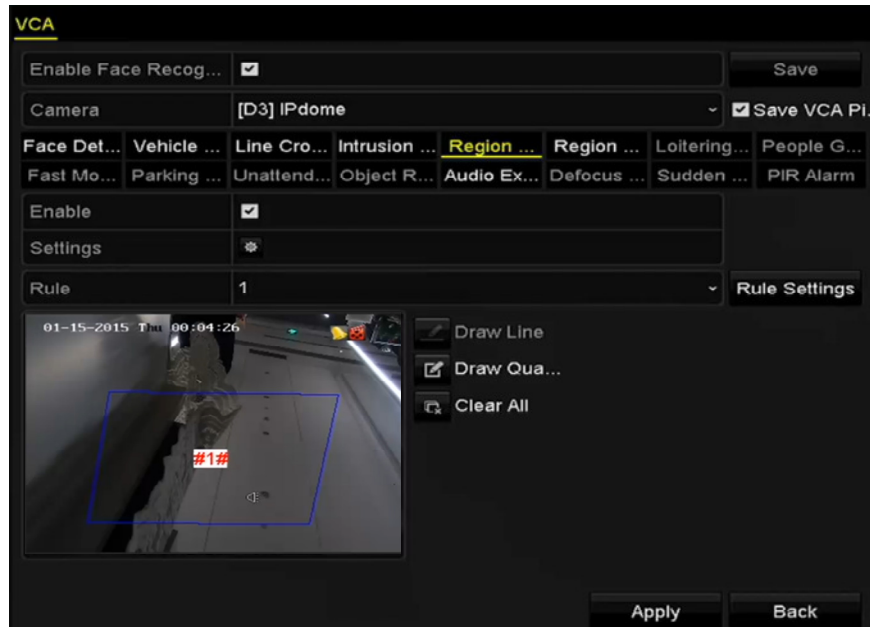 VCA
Enable Face Recog... Save
Camera [D3] IPdome Save VCA Pi.
Face Det... Vehicle ... Line Cro... Intrusion ... Region ... Region ... Loitering... People G...
Fast Mo... Parking ... Unattend... Object R... Audio Ex... Defocus ... Sudden ... PIR Alarm
Enable
Settings
Rule 1 Rule Settings
01-15-2015 Thu 00:04:26
Draw Line
Draw Qua...
Clear All
#1#
Apply Back